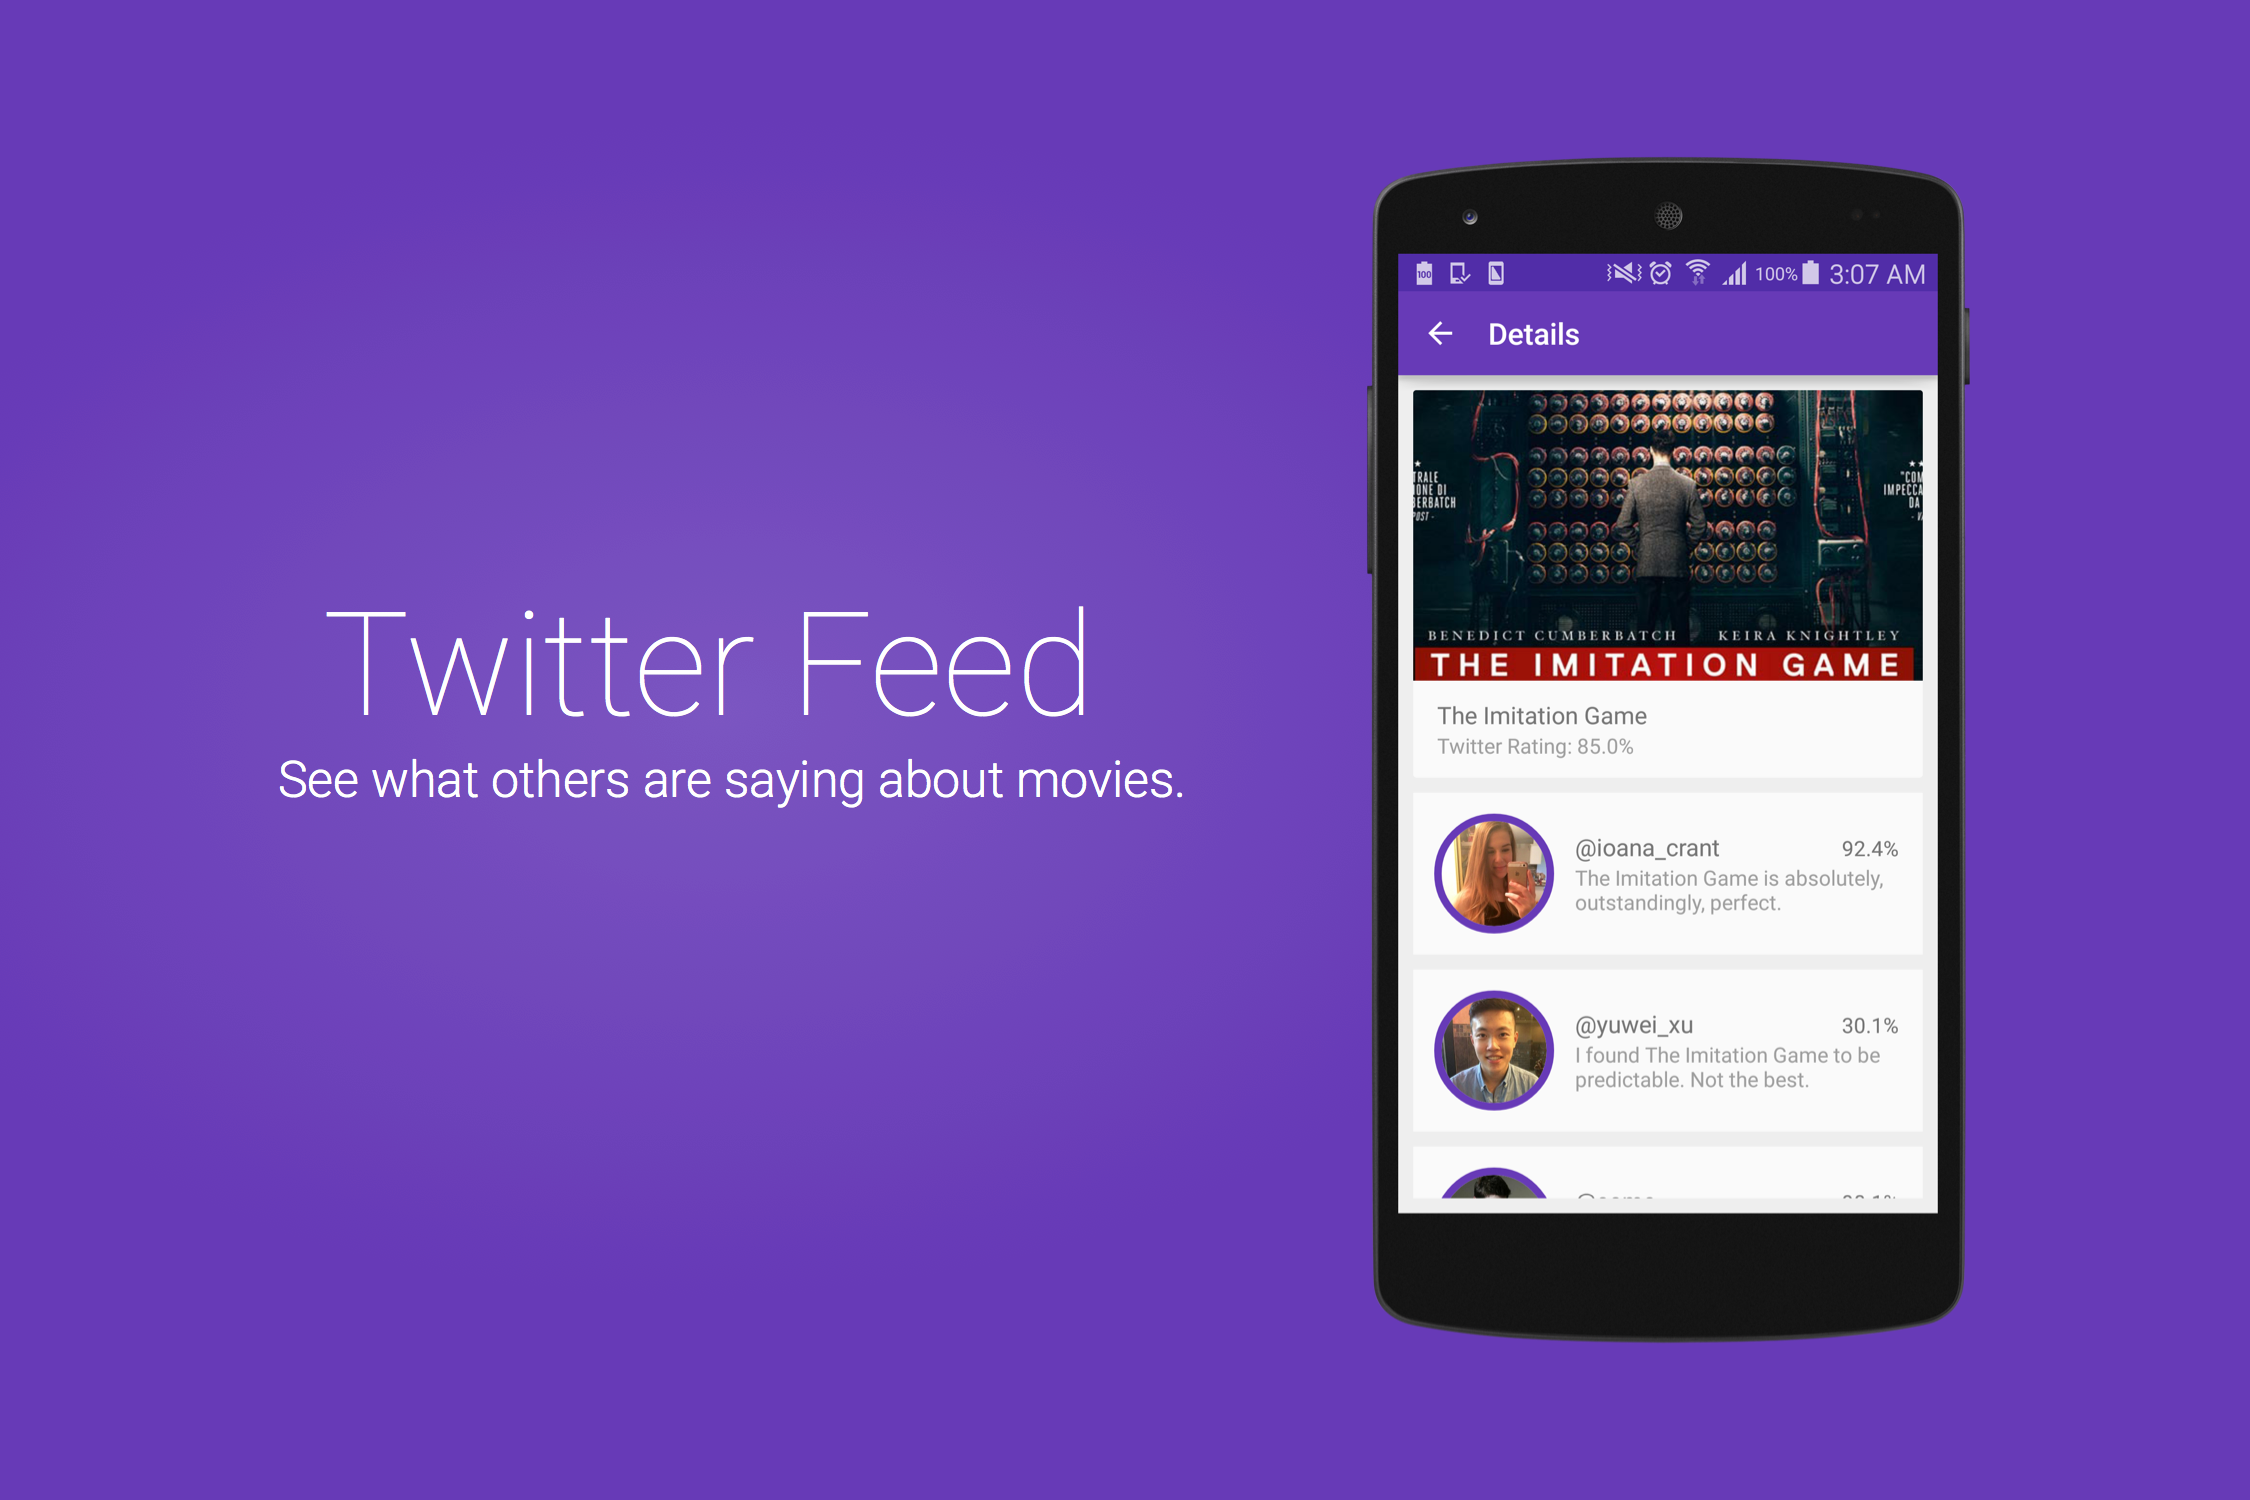 Twitter Feed
See what others are saying about movies.
100
100% 3:07 AM
Details
TRALE
IONE DI
BERBATCH
POST -
"COM
IMPECCA
DA
BENEDICT CUMBERBATCH KEIRA KNIGHTLEY
THE IMITATION GAME
The Imitation Game
Twitter Rating: 85.0%
@ioana_crant 92.4%
The Imitation Game is absolutely,
outstandingly, perfect.
@yuwei_xu 30.1%
I found The Imitation Game to be
predictable. Not the best.